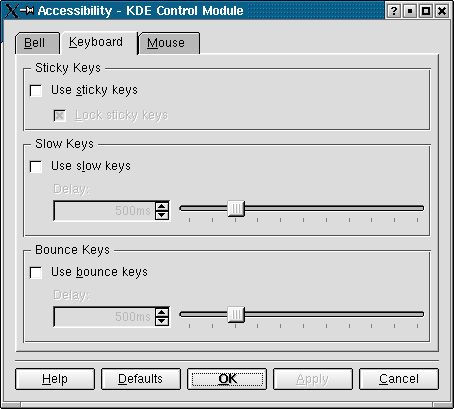 Accessibility - KDE Control Module
Bell Keyboard Mouse
Sticky Keys
Use sticky keys
Lock sticky keys
Slow Keys
Use slow keys
Delay:
500ms
Bounce Keys
Use bounce keys
Delay:
500ms
Help Defaults OK Apply Cancel